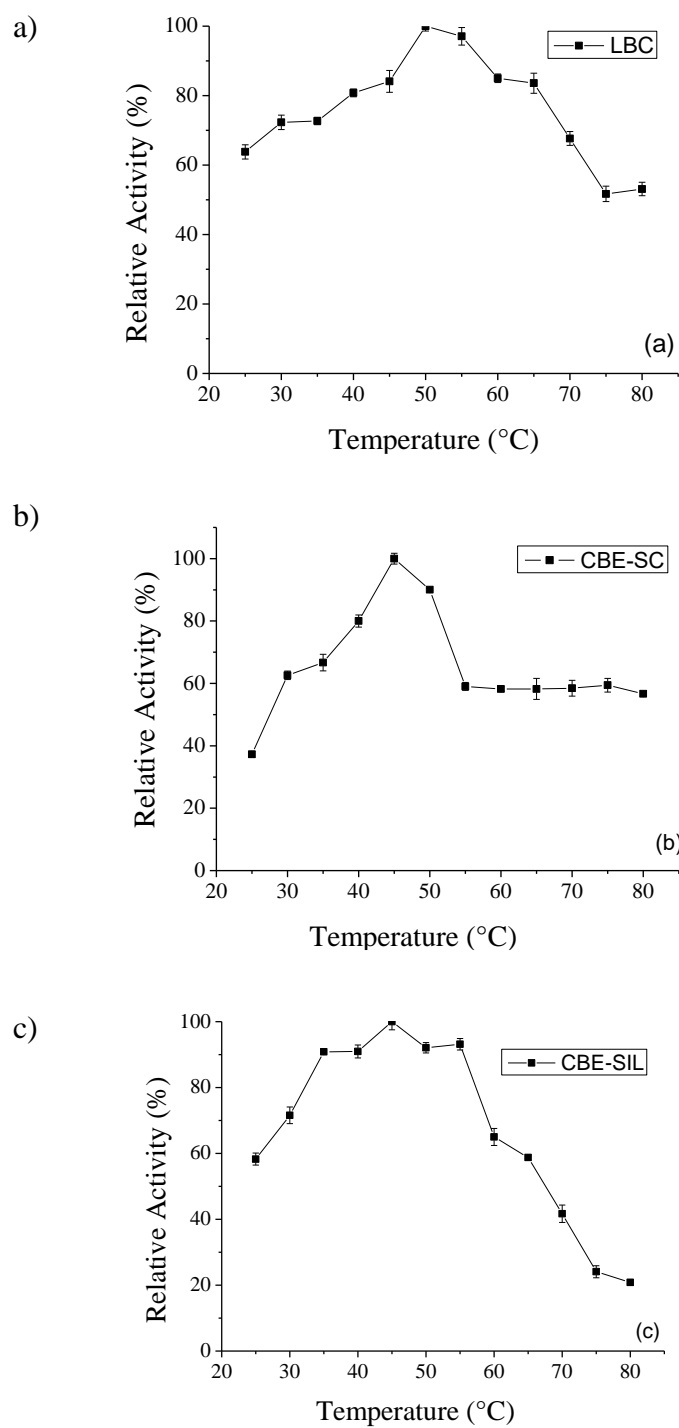 a)
100
80
60
40
20
0
Relative Activity (%)
LBC
(a)
20 30 40 50 60 70 80
Temperature (°C)
b)
100
80
60
40
20
0
Relative Activity (%)
CBE-SC
(b)
20 30 40 50 60 70 80
Temperature (°C)
c)
100
80
60
40
20
0
Relative Activity (%)
CBE-SIL
(c)
20 30 40 50 60 70 80
Temperature (°C)